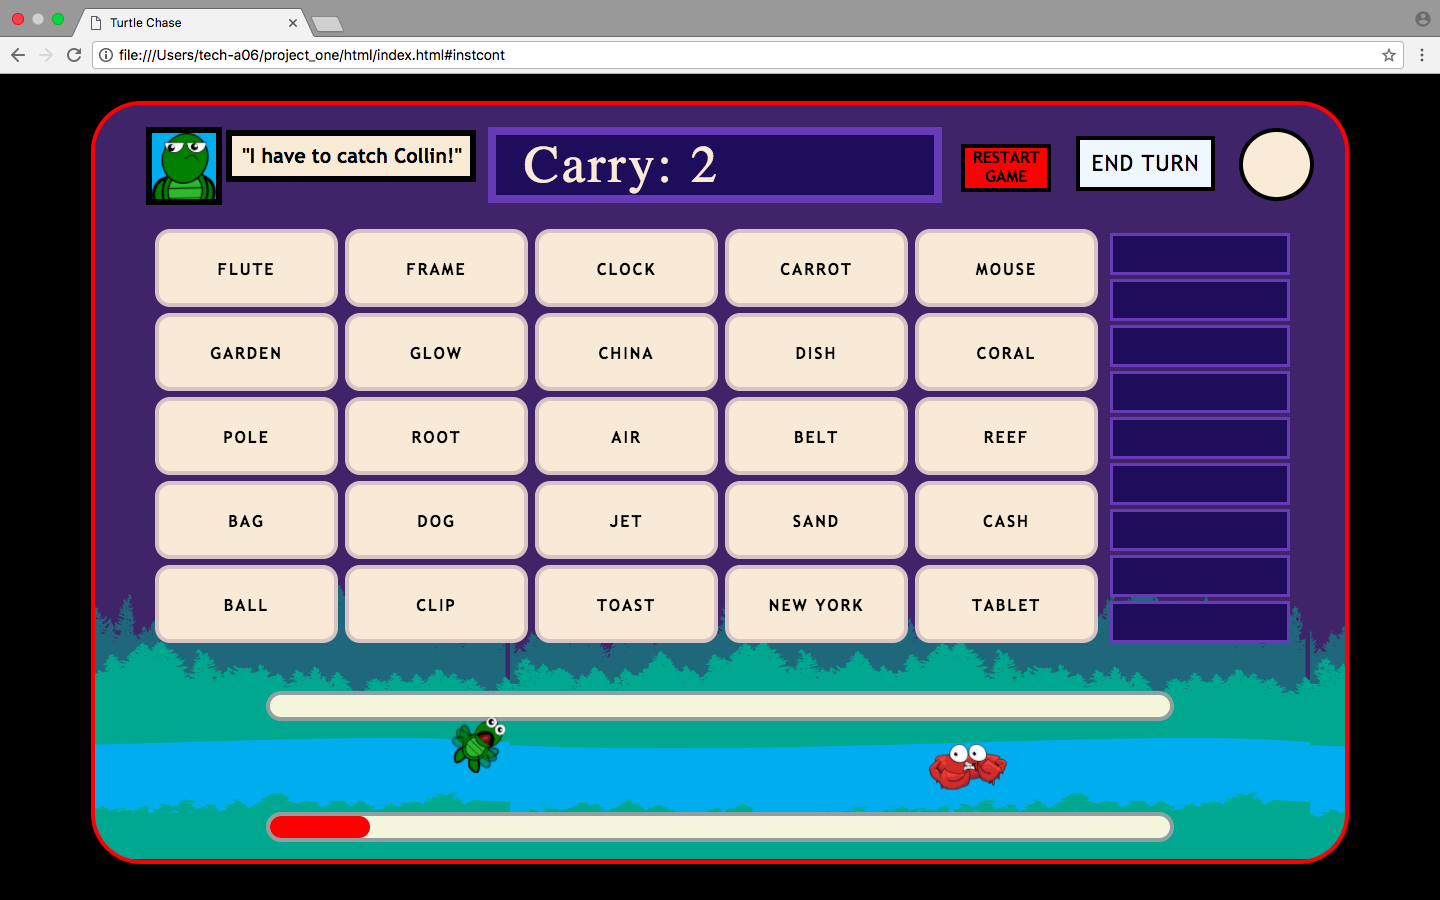 Turtle Chase
file:///Users/tech-a06/project_one/html/index.html#instcont
"I have to catch Collin!"
Carry: 2
RESTART
GAME
END TURN
FLUTE
FRAME
CLOCK
CARROT
MOUSE
GARDEN
GLOW
CHINA
DISH
CORAL
POLE
ROOT
AIR
BELT
REEF
BAG
DOG
JET
SAND
CASH
BALL
CLIP
TOAST
NEW YORK
TABLET